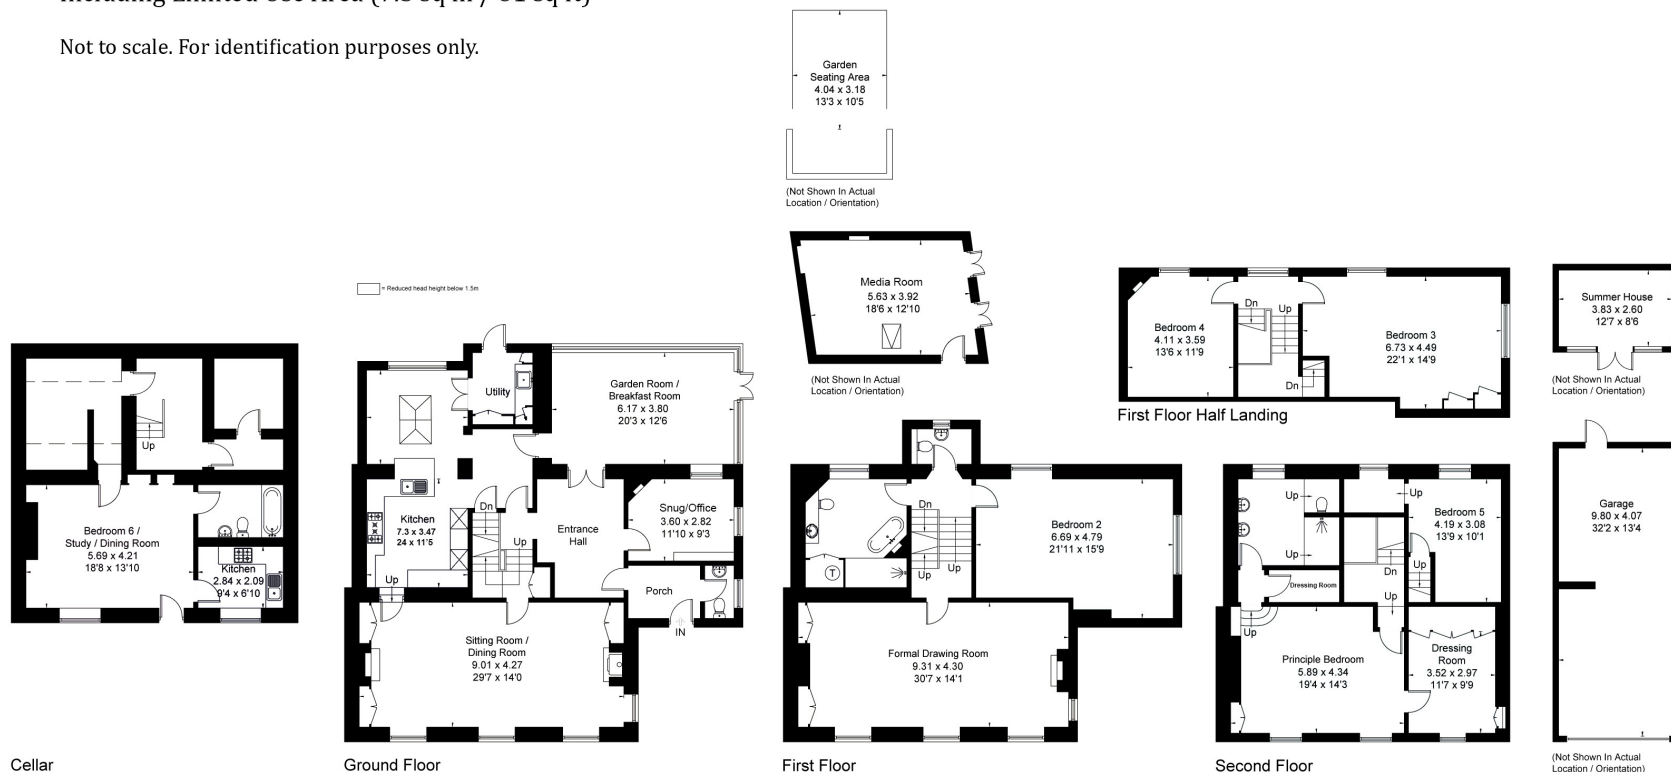 Not to scale. For identification purposes only.
Garden
Seating Area
4.04 x 3.18
13'3 x 10'5
(Not Shown In Actual
Location / Orientation)
= Reduced head height below 1.5m
Media Room
5.63 x 3.92
18'6 x 12'10
(Not Shown In Actual
Location / Orientation)
Bedroom 4
4.11 x 3.59
13'6 x 11'9
Dn
Up
Dn
Bedroom 3
6.73 x 4.49
22'1 x 14'9
First Floor Half Landing
Summer House
3.83 x 2.60
12'7 x 8'6
(Not Shown In Actual
Location / Orientation)
Up
Bedroom 6 /
Study / Dining Room
5.69 x 4.21
18'8 x 13'10
Kitchen
2.84 x 2.09
9'4 x 6'10
Cellar
Utility
Garden Room /
Breakfast Room
6.17 x 3.80
20'3 x 12'6
Kitchen
7.3 x 3.47
24 x 11'5
Up
Dn
Up
Entrance
Hall
Snug/Office
3.60 x 2.82
11'10 x 9'3
Porch
IN
Sitting Room /
Dining Room
9.01 x 4.27
29'7 x 14'0
Ground Floor
T
Dn
Up
Up
Bedroom 2
6.69 x 4.79
21'11 x 15'9
Formal Drawing Room
9.31 x 4.30
30'7 x 14'1
First Floor
Up
Up
Up
Bedroom 5
4.19 x 3.08
13'9 x 10'1
Dn
Up
Up
Dressing Room
Up
Principle Bedroom
5.89 x 4.34
19'4 x 14'3
Dressing
Room
3.52 x 2.97
11'7 x 9'9
Second Floor
Garage
9.80 x 4.07
32'2 x 13'4
(Not Shown In Actual
Location / Orientation)